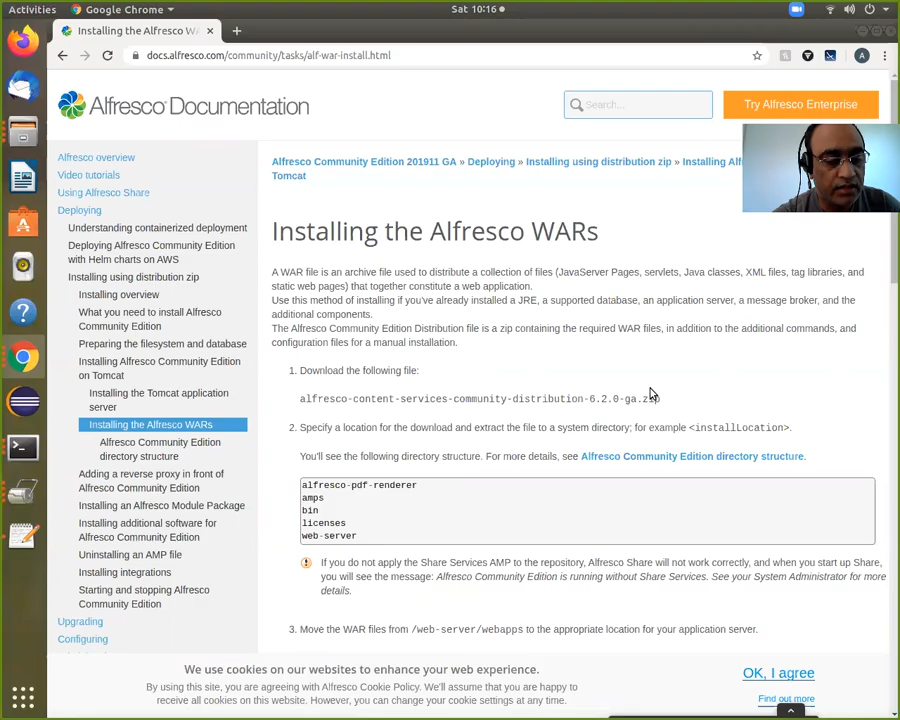 Activities
Google Chrome
Sat 10:16
Installing the Alfresco WA
docs.alfresco.com/community/tasks/alf-war-install.html
A
Alfresco Documentation
Search...
Try Alfresco Enterprise
Alfresco overview
Video tutorials
Using Alfresco Share
Deploying
Understanding containerized deployment
Deploying Alfresco Community Edition
with Helm charts on AWS
Installing using distribution zip
Installing overview
What you need to install Alfresco
Community Edition
Preparing the filesystem and database
Installing Alfresco Community Edition
on Tomcat
Installing the Tomcat application
server
Installing the Alfresco WARs
Alfresco Community Edition
directory structure
Adding a reverse proxy in front of
Alfresco Community Edition
Installing an Alfresco Module Package
Installing additional software for
Alfresco Community Edition
Uninstalling an AMP file
Installing integrations
Starting and stopping Alfresco
Community Edition
Upgrading
Configuring
Alfresco Community Edition 201911 GA » Deploying » Installing using distribution zip » Installing Alf
Tomcat
Installing the Alfresco WARs
A WAR file is an archive file used to distribute a collection of files (JavaServer Pages, servlets, Java classes, XML files, tag libraries, and
static web pages) that together constitute a web application.
Use this method of installing if you've already installed a JRE, a supported database, an application server, a message broker, and the
additional components.
The Alfresco Community Edition Distribution file is a zip containing the required WAR files, in addition to the additional commands, and
configuration files for a manual installation.
1. Download the following file:
alfresco-content-services-community-distribution-6.2.0-ga.zip
2. Specify a location for the download and extract the file to a system directory; for example <installLocation>.
You'll see the following directory structure. For more details, see Alfresco Community Edition directory structure.
alfresco-pdf-renderer
amps
bin
licenses
web-server
If you do not apply the Share Services AMP to the repository, Alfresco Share will not work correctly, and when you start up Share,
you will see the message: Alfresco Community Edition is running without Share Services. See your System Administrator for more
details.
3. Move the WAR files from /web-server/webapps to the appropriate location for your application server.
We use cookies on our websites to enhance your web experience.
By using this site, you are agreeing with Alfresco Cookie Policy. We'll assume that you are happy to
receive all cookies on this website. However, you can change your cookie settings at any time.
OK, I agree
Find out more